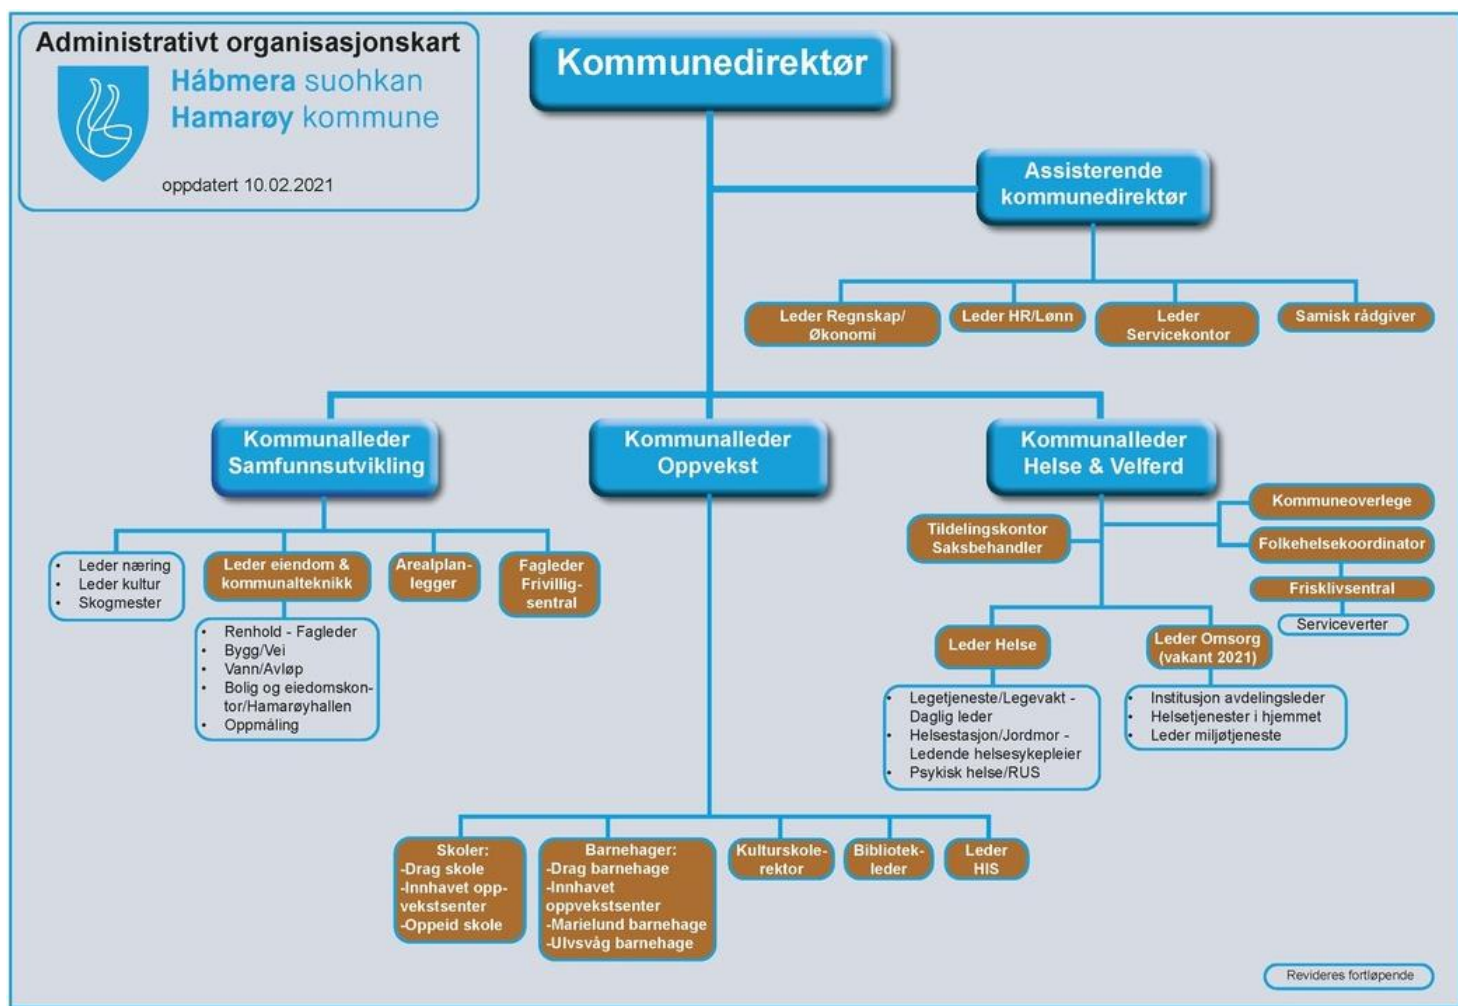 Administrativt organisasjonskart
Hábmera suohkan
Hamarøy kommune
oppdatert 10.02.2021
Kommunedirektør
Assisterende
kommunedirektør
Leder Regnskap/
Økonomi
Leder HR/Lønn
Leder
Servicekontor
Samisk rådgiver
Kommunalleder
Samfunnsutvikling
Kommunalleder
Oppvekst
Kommunalleder
Helse & Velferd
• Leder næring
• Leder kultur
• Skogmester
Leder eiendom &
kommunalteknikk
Arealplan-
legger
Fagleder
Frivillig-
sentral
• Renhold - Fagleder
• Bygg/Vei
• Vann/Avløp
• Bolig og eiedomskon-
tor/Hamarøyhallen
• Oppmåling
Tildelingskontor
Saksbehandler
Kommuneoverlege
Folkehelsekoordinator
Frisklivsentral
Serviceverter
Leder Helse
Leder Omsorg
(vakant 2021)
• Legetjeneste/Legevakt -
Daglig leder
• Helsestasjon/Jordmor -
Ledende helsesykepleier
• Psykisk helse/RUS
• Institusjon avdelingsleder
• Helsetjenester i hjemmet
• Leder miljøtjeneste
Skoler:
-Drag skole
-Innhavet opp-
vekstsenter
-Oppeid skole
Barnehager:
-Drag barnehage
-Innhavet
oppvekstsenter
-Marielund barnehage
-Ulvsvåg barnehage
Kulturskole-
rektor
Bibliotek-
leder
Leder
HIS
Revideres fortløpende